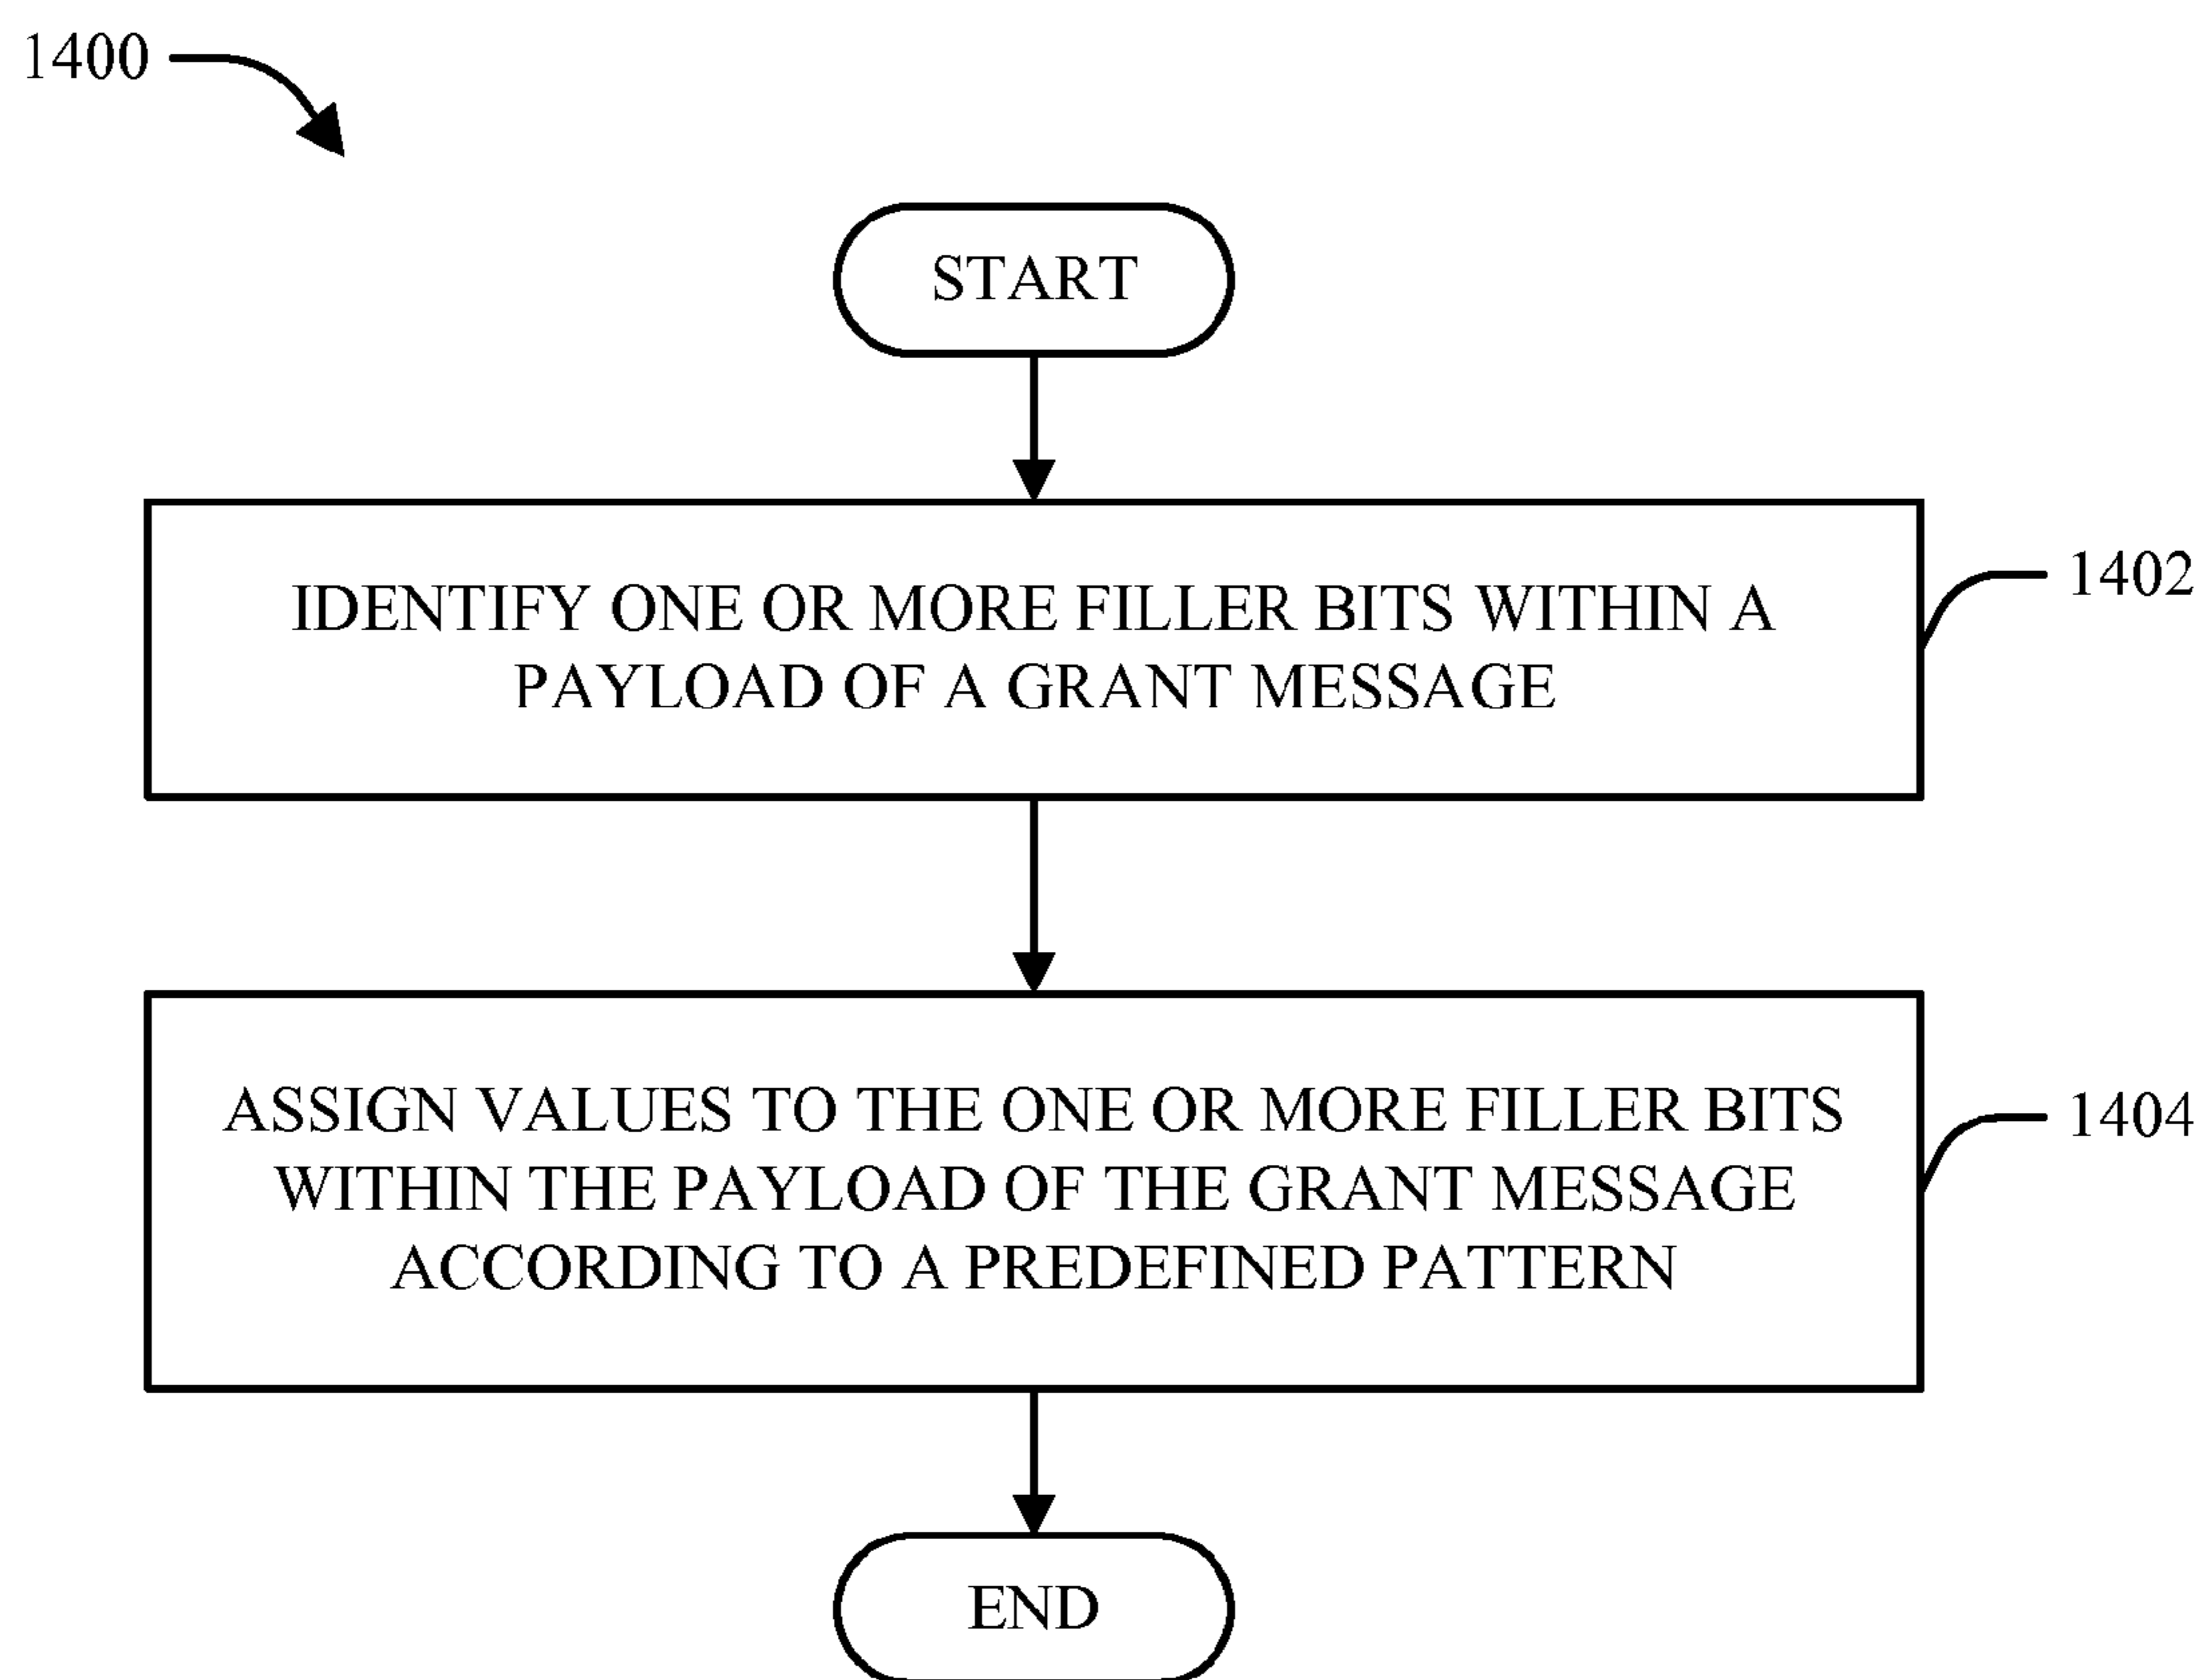 1400
START
IDENTIFY ONE OR MORE FILLER BITS WITHIN A
PAYLOAD OF A GRANT MESSAGE
1402
ASSIGN VALUES TO THE ONE OR MORE FILLER BITS
WITHIN THE PAYLOAD OF THE GRANT MESSAGE
ACCORDING TO A PREDEFINED PATTERN
1404
END